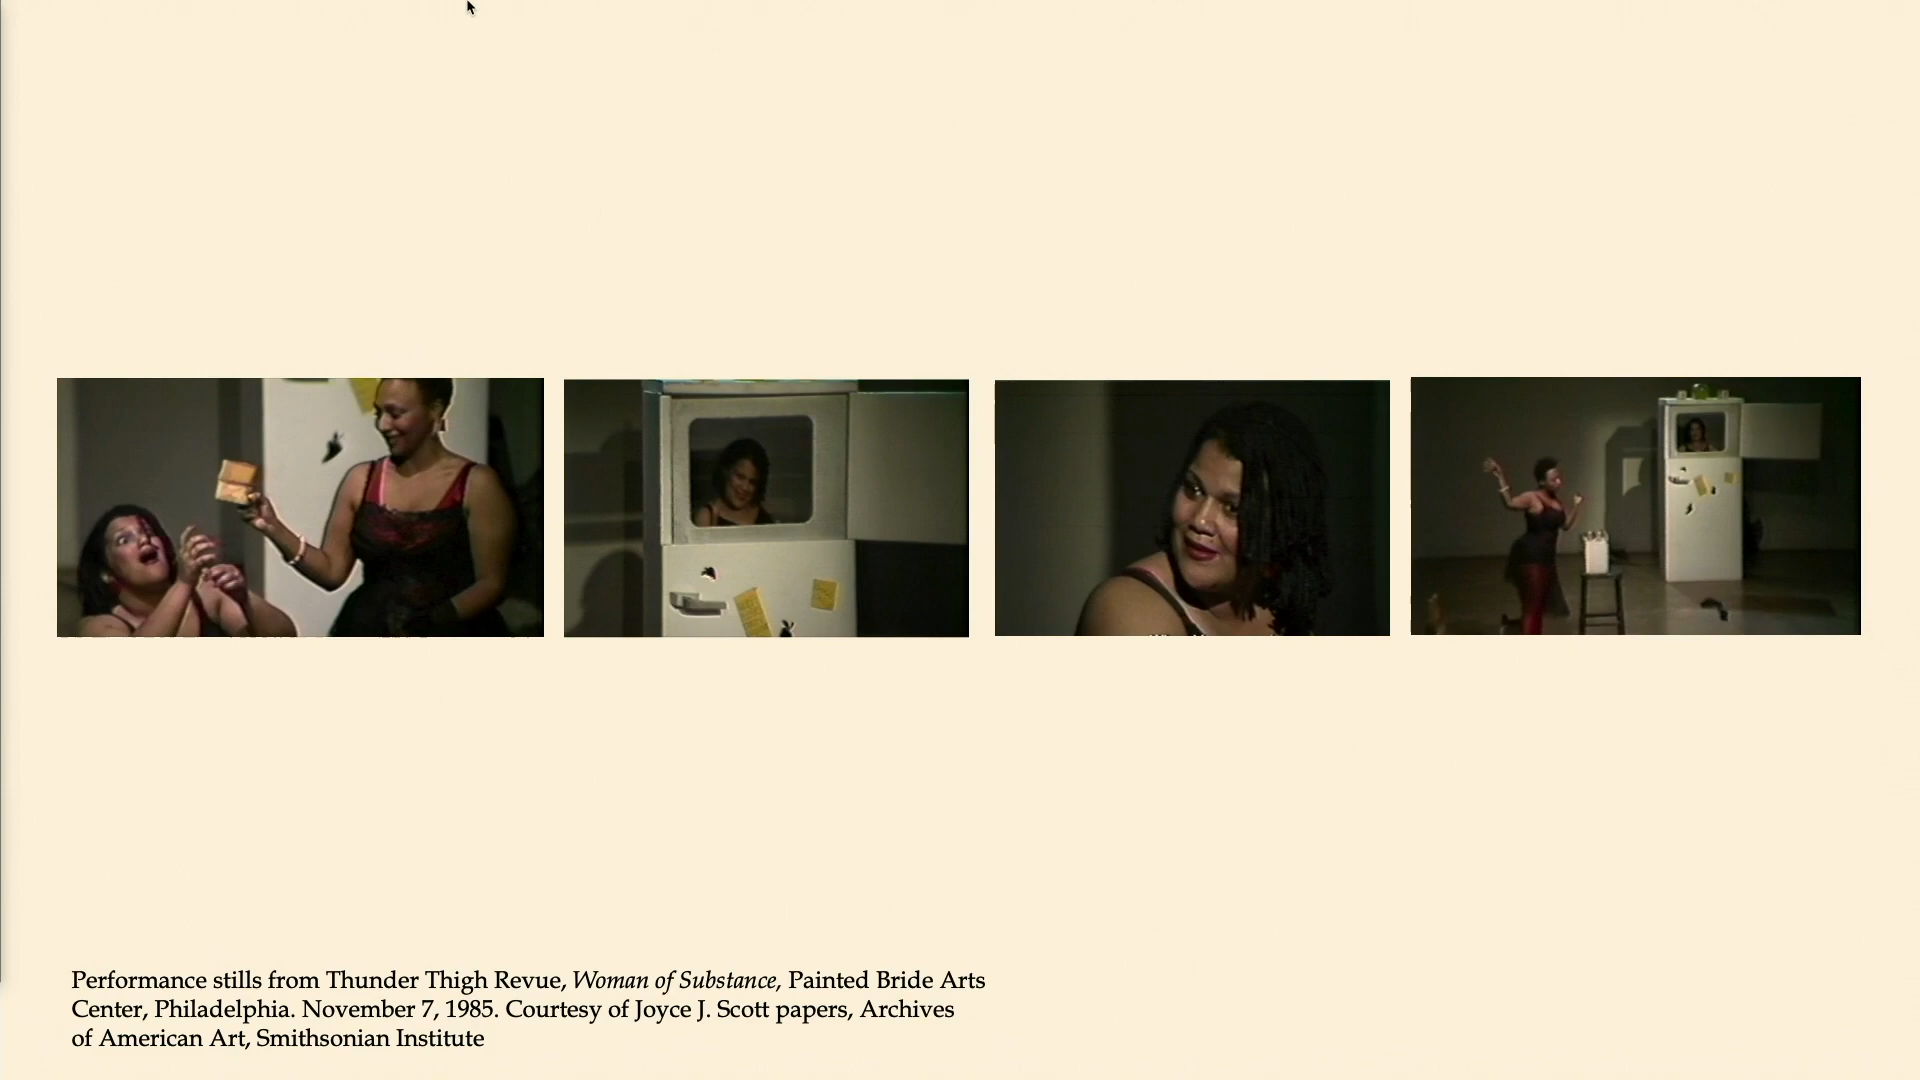 Performance stills from Thunder Thigh Revue, Woman of Substance, Painted Bride Arts
Center, Philadelphia. November 7, 1985. Courtesy of Joyce J. Scott papers, Archives
of American Art, Smithsonian Institute